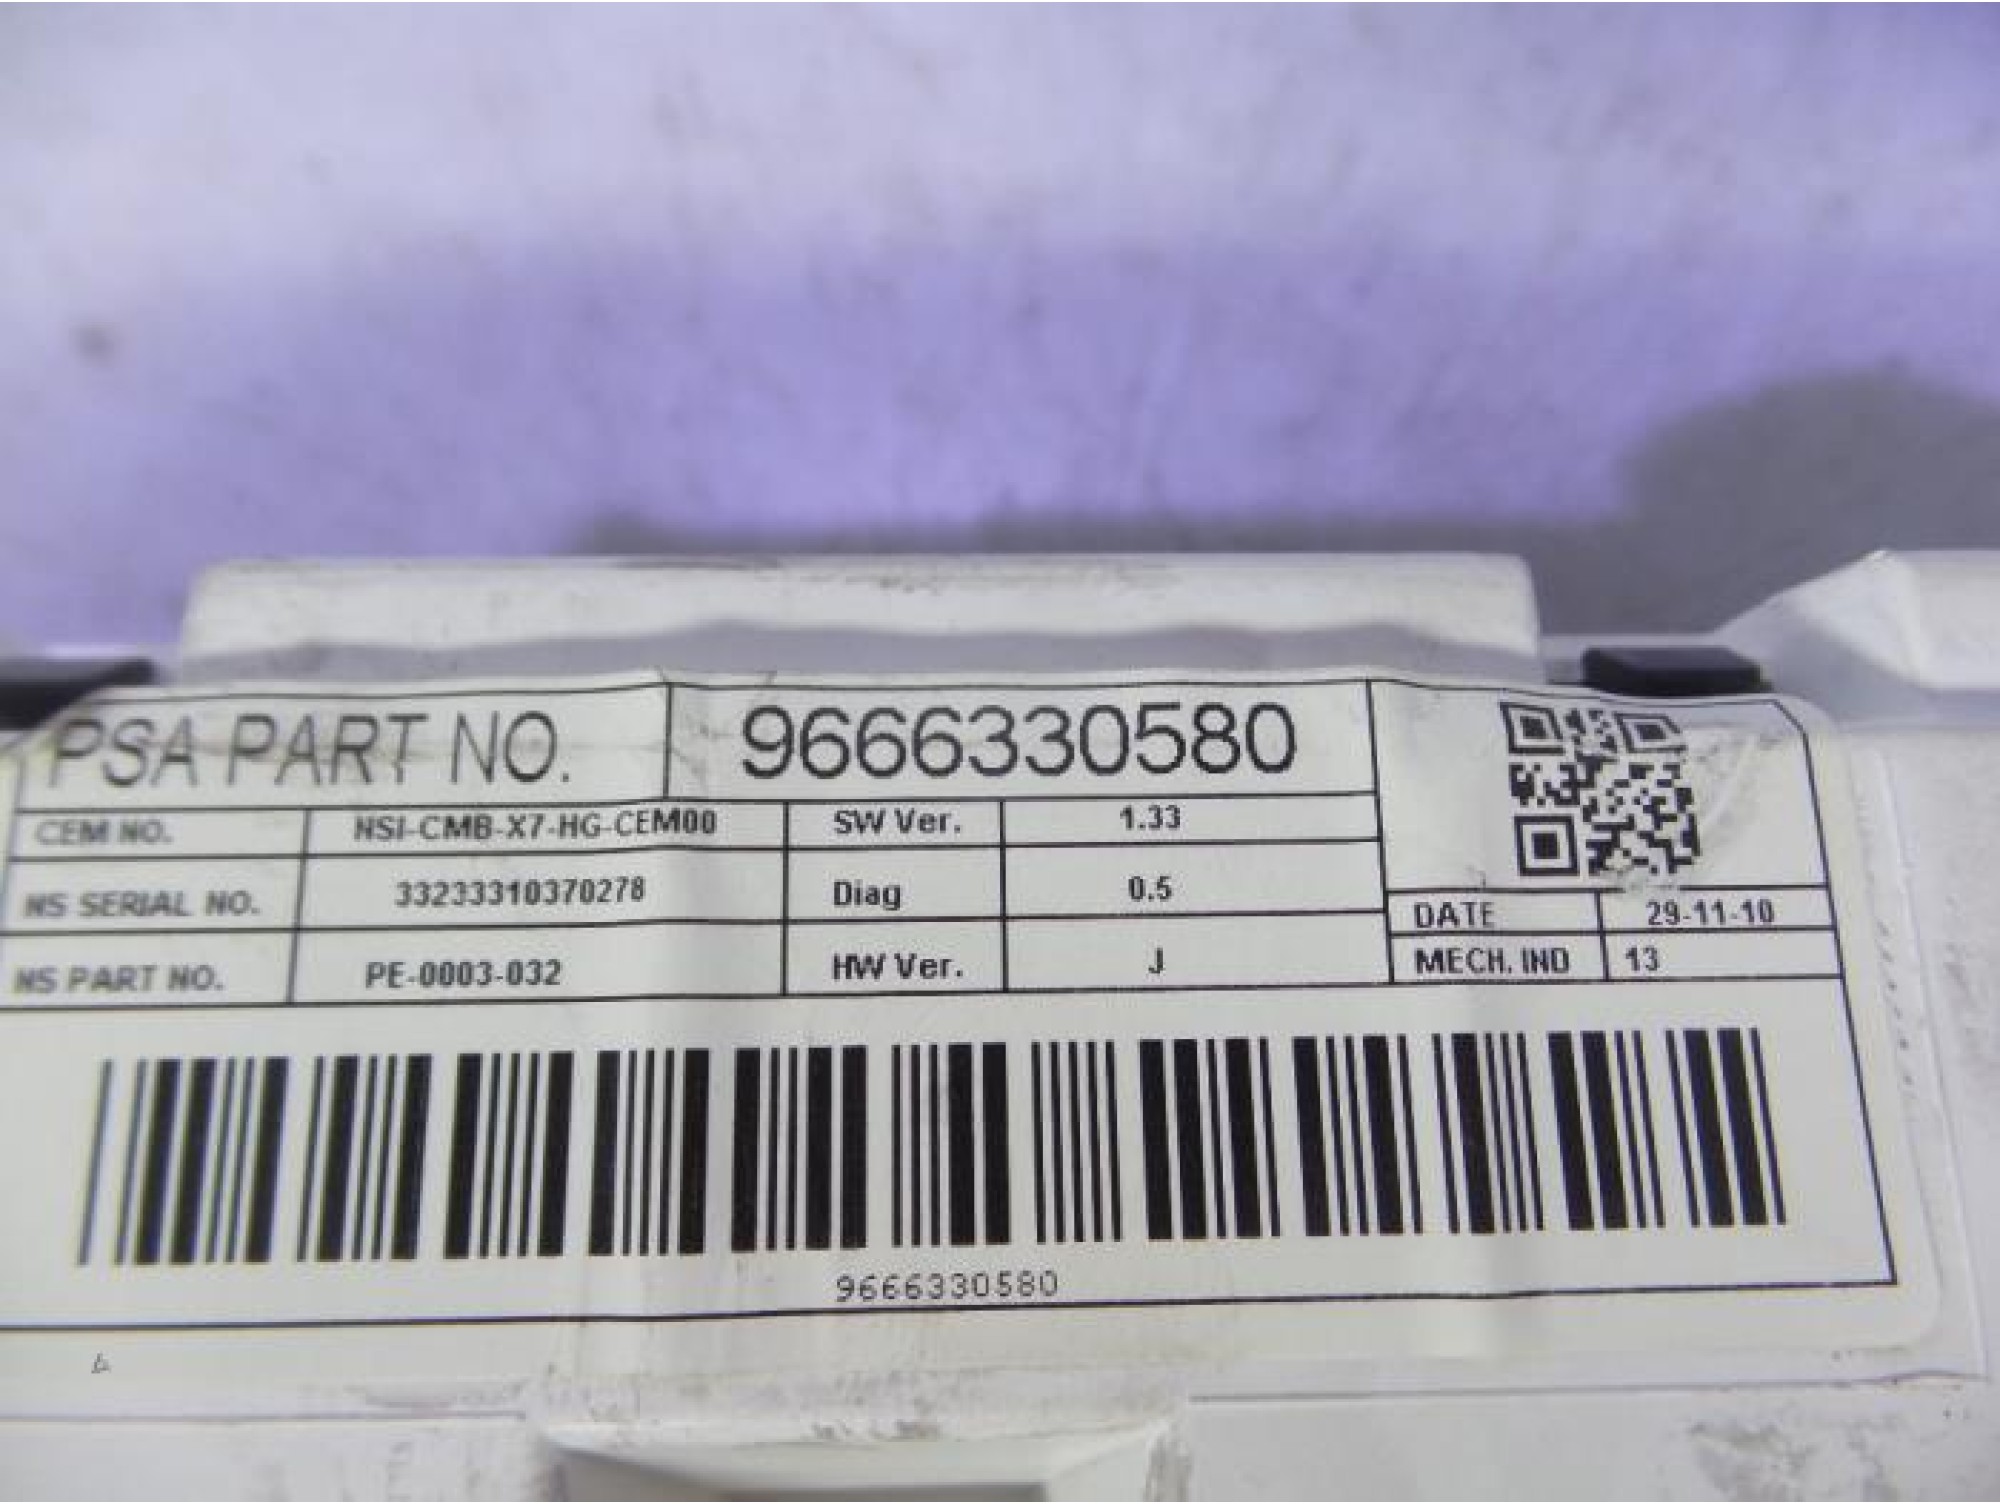 PSA PART NO. 9666330580
CEM NO. NSI-CMB-X7-HG-CEM00 SW Ver. 1.33
NS SERIAL NO. 33233310370278 Diag 0.5
DATE 29-11-10
NS PART NO. PE-0003-032 HW Ver. J
MECH. IND 13
9666330580